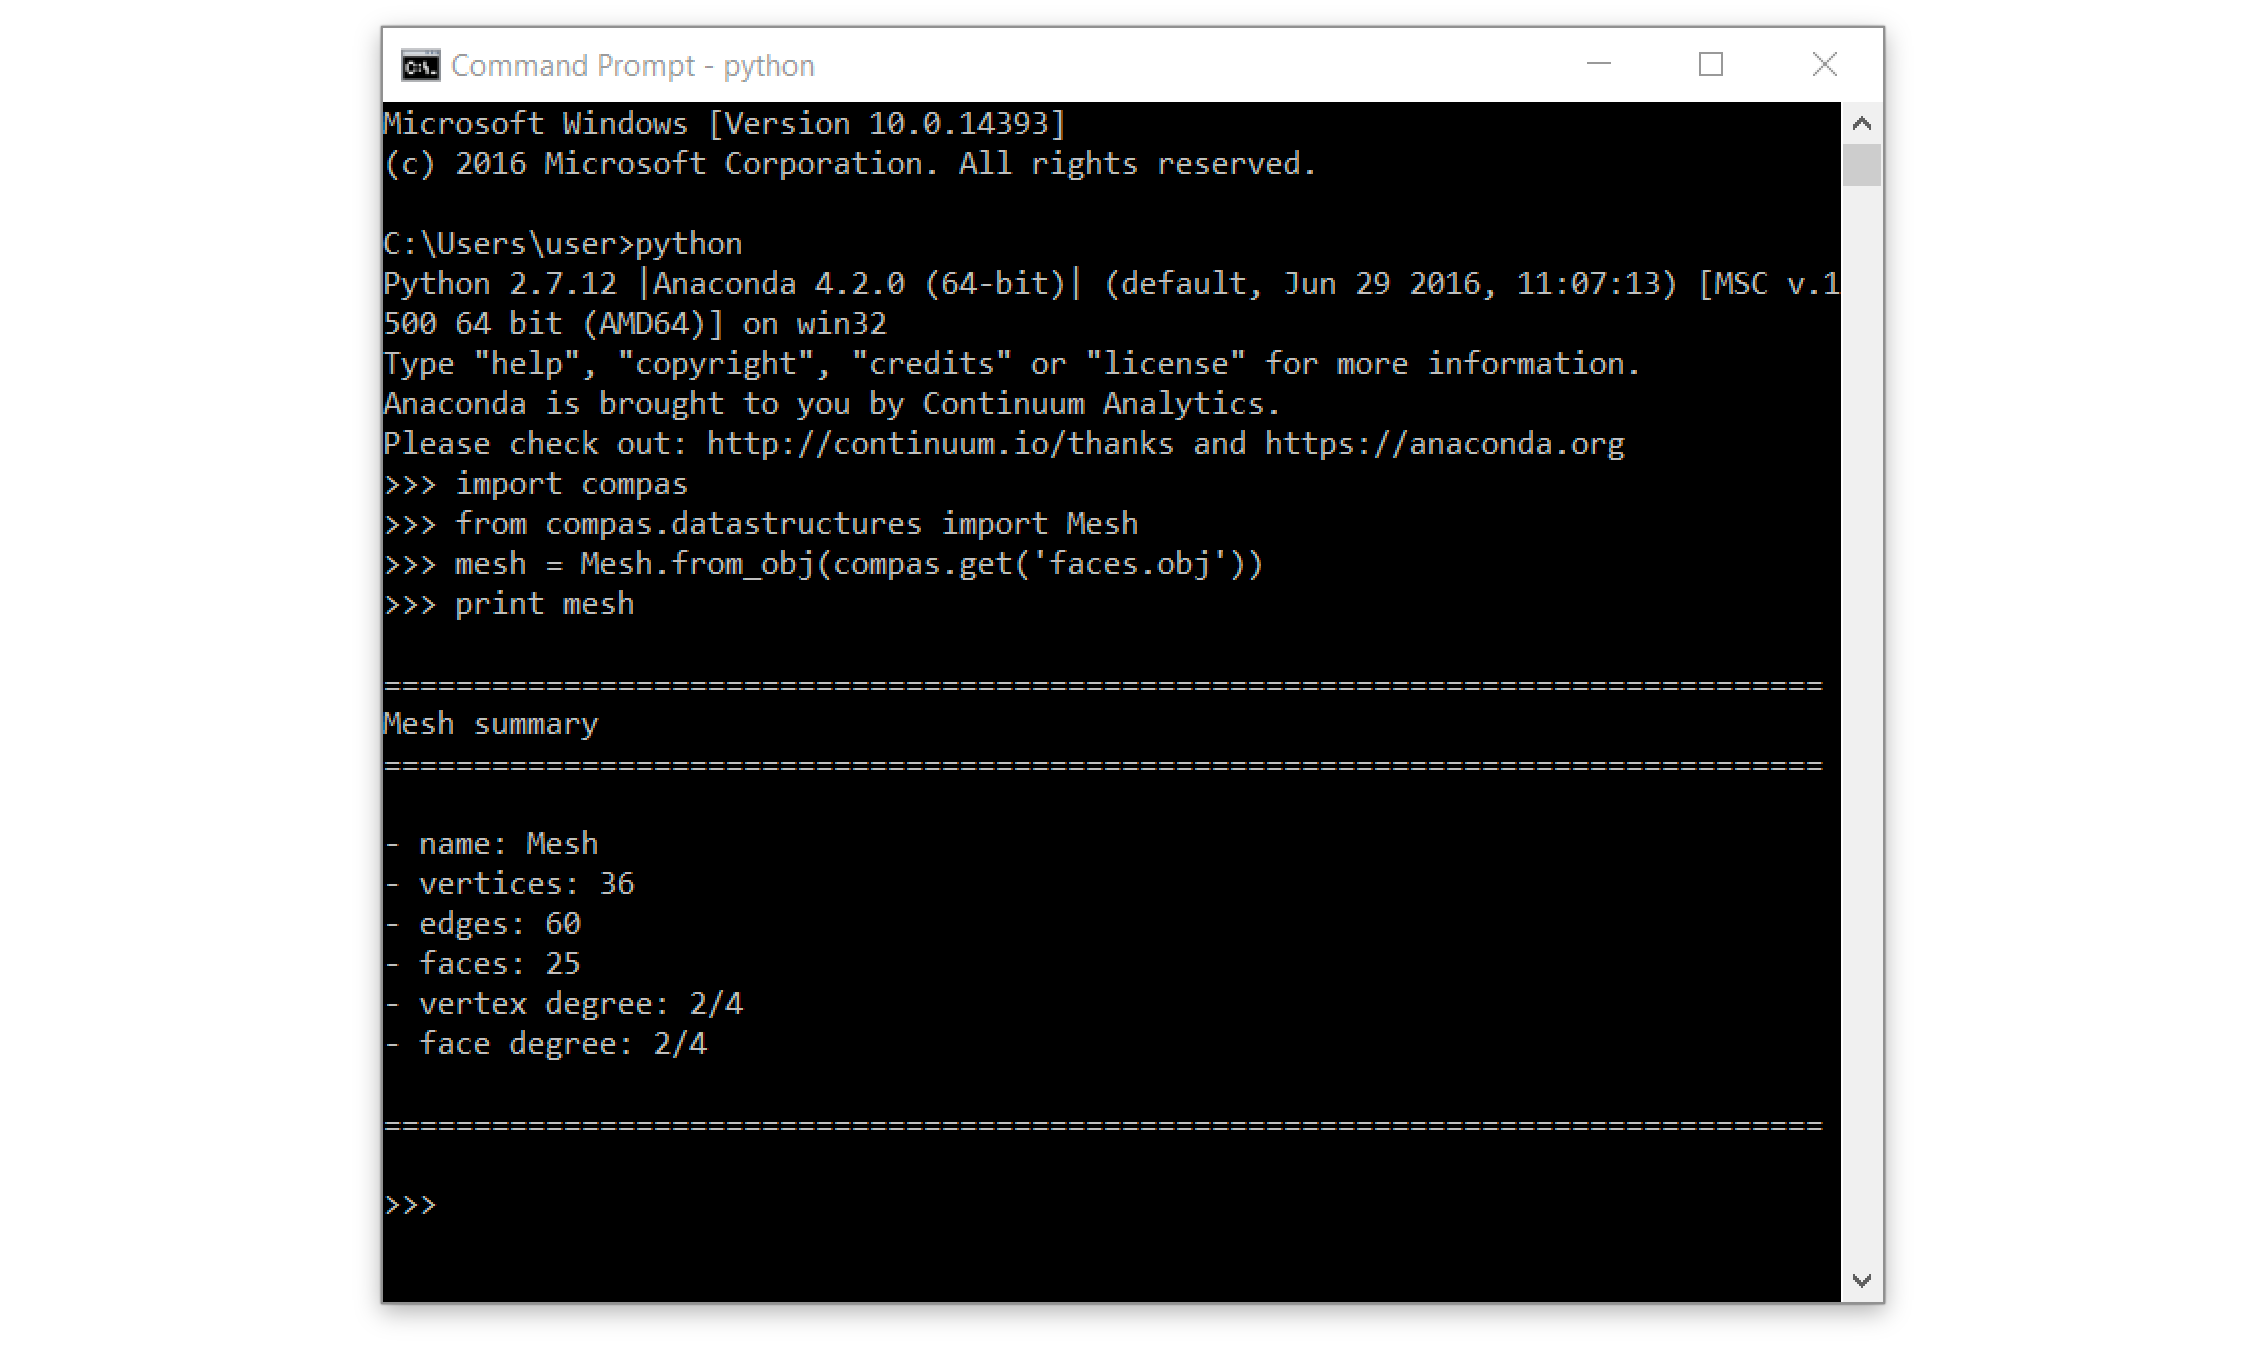 Command Prompt - python
Microsoft Windows [Version 10.0.14393]
(c) 2016 Microsoft Corporation. All rights reserved.
C:\Users\user>python
Python 2.7.12 |Anaconda 4.2.0 (64-bit)| (default, Jun 29 2016, 11:07:13) [MSC v.1
500 64 bit (AMD64)] on win32
Type "help", "copyright", "credits" or "license" for more information.
Anaconda is brought to you by Continuum Analytics.
Please check out: http://continuum.io/thanks and https://anaconda.org
>>> import compas
>>> from compas.datastructures import Mesh
>>> mesh = Mesh.from_obj(compas.get('faces.obj'))
>>> print mesh
================================================================================
Mesh summary
================================================================================
- name: Mesh
- vertices: 36
- edges: 60
- faces: 25
- vertex degree: 2/4
- face degree: 2/4
================================================================================
>>>